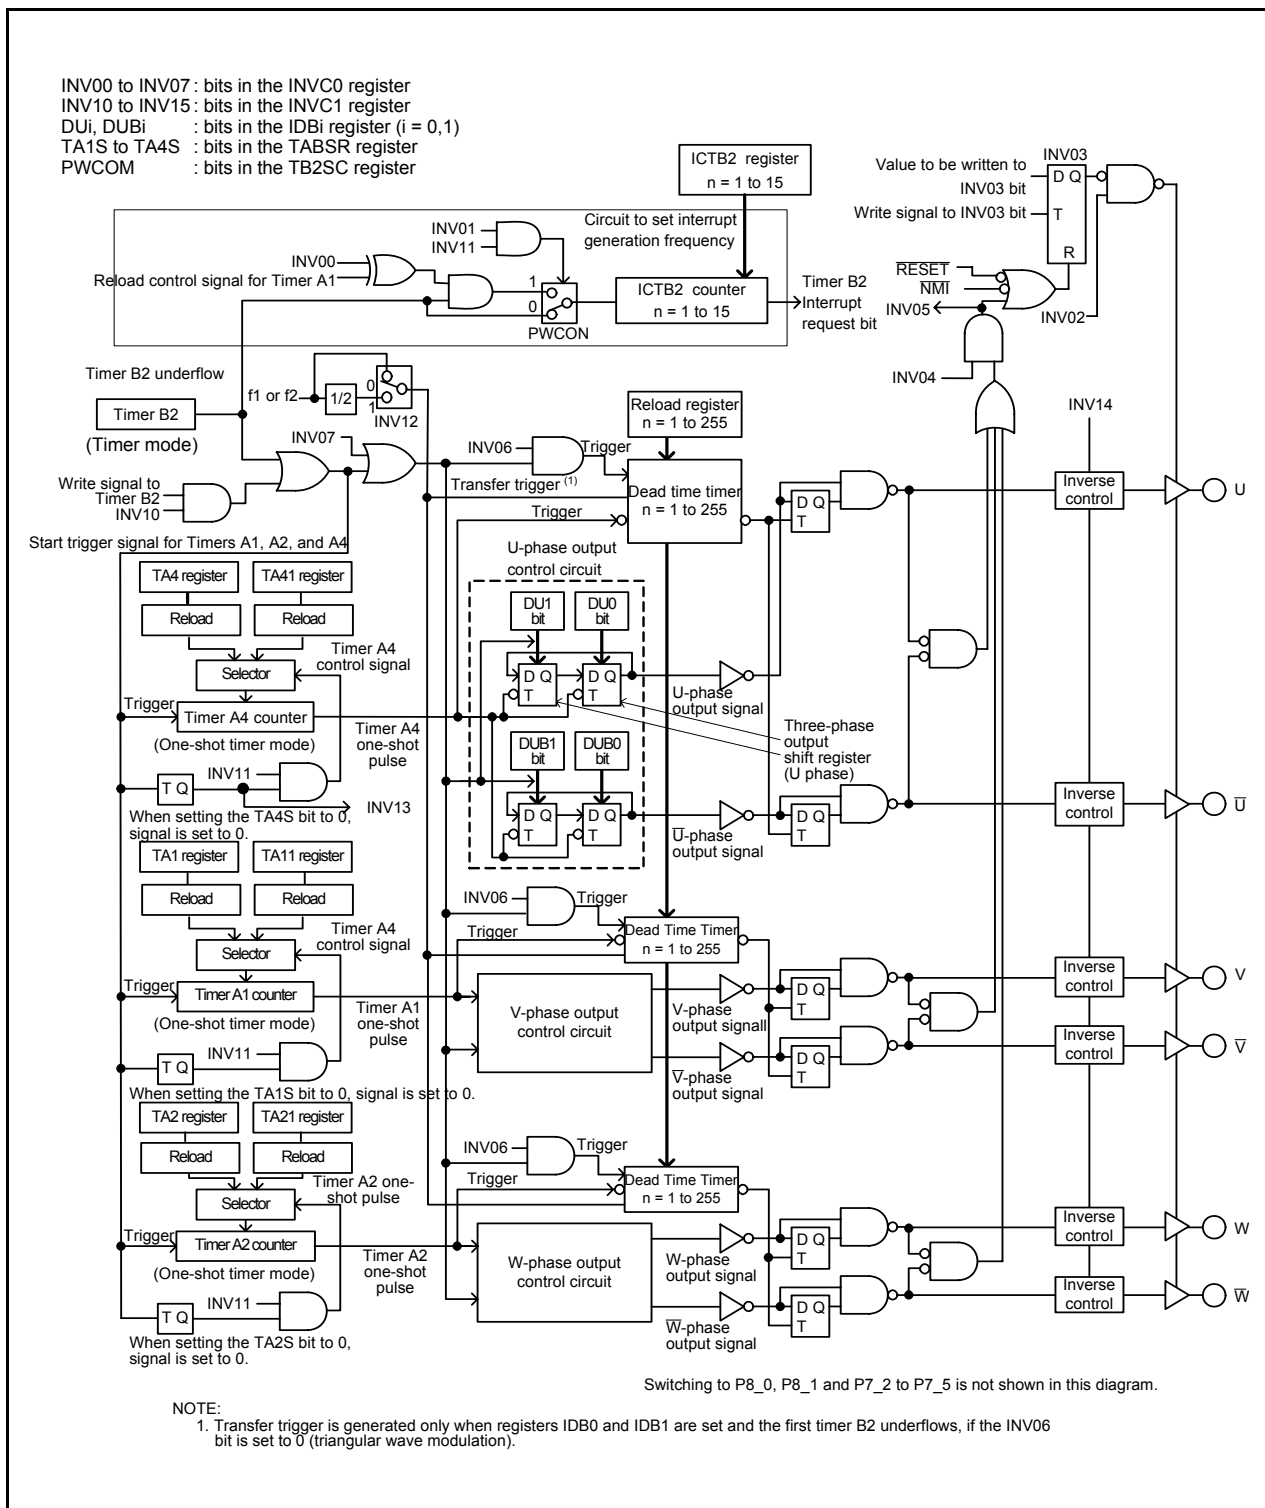 INV00 to INV07 : bits in the INVC0 register
INV10 to INV15 : bits in the INVC1 register
DUi, DUBi : bits in the IDBi register (i = 0,1)
TA1S to TA4S : bits in the TABSR register
PWCOM : bits in the TB2SC register
ICTB2 register
n = 1 to 15
Value to be written to
INV03 bit
Write signal to INV03 bit
INV03
D Q
T
R
Circuit to set interrupt
generation frequency
INV01
INV11
INV00
Reload control signal for Timer A1
1
0
PWCON
ICTB2 counter
n = 1 to 15
Timer B2
Interrupt
request bit
RESET
NMI
INV05
INV02
INV04
Timer B2 underflow
Timer B2
(Timer mode)
f1 or f2
1/2
0
1
INV12
Reload register
n = 1 to 255
INV14
INV07
INV06
Trigger
Transfer trigger (1)
Trigger
Dead time timer
n = 1 to 255
D Q
T
Inverse
control
U
Write signal to
Timer B2
INV10
Start trigger signal for Timers A1, A2, and A4
U-phase output
control circuit
TA4 register
TA41 register
Reload
Reload
Timer A4
control signal
Selector
Trigger
Timer A4 counter
(One-shot timer mode)
Timer A4
one-shot
pulse
DU1
bit
DU0
bit
D Q
T
D Q
T
U-phase
output signal
Three-phase
output
shift register
(U phase)
DUB1
bit
DUB0
bit
D Q
T
D Q
T
U̅-phase
output signal
D Q
T
Inverse
control
U̅
INV11
T Q
INV13
When setting the TA4S bit to 0,
signal is set to 0.
TA1 register
TA11 register
Reload
Reload
Timer A4
control signal
Selector
Trigger
Timer A1 counter
(One-shot timer mode)
Timer A1
one-shot
pulse
INV06
Trigger
Trigger
Dead Time Timer
n = 1 to 255
V-phase output
control circuit
V-phase
output signall
D Q
T
Inverse
control
V
V̅-phase
output signal
D Q
T
Inverse
control
V̅
INV11
T Q
When setting the TA1S bit to 0, signal is set to 0.
TA2 register
TA21 register
Reload
Reload
Timer A2 one-
shot pulse
Selector
Trigger
Timer A2 counter
(One-shot timer mode)
Timer A2
one-shot
pulse
INV06
Trigger
Trigger
Dead Time Timer
n = 1 to 255
W-phase output
control circuit
W-phase
output signal
D Q
T
Inverse
control
W
W̅-phase
output signal
D Q
T
Inverse
control
W̅
INV11
T Q
When setting the TA2S bit to 0,
signal is set to 0.
Switching to P8_0, P8_1 and P7_2 to P7_5 is not shown in this diagram.
NOTE:
1. Transfer trigger is generated only when registers IDB0 and IDB1 are set and the first timer B2 underflows, if the INV06
bit is set to 0 (triangular wave modulation).